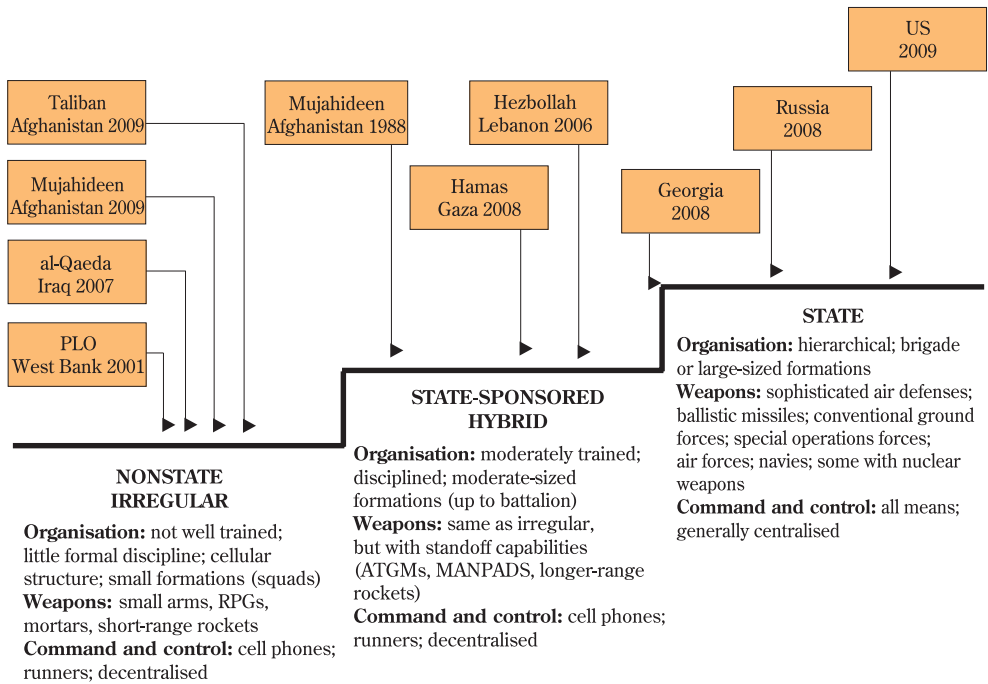 US
2009
Taliban
Afghanistan 2009
Mujahideen
Afghanistan 1988
Hezbollah
Lebanon 2006
Russia
2008
Mujahideen
Afghanistan 2009
Hamas
Gaza 2008
Georgia
2008
al-Qaeda
Iraq 2007
PLO
West Bank 2001
NONSTATE
IRREGULAR
Organisation: not well trained;
little formal discipline; cellular
structure; small formations (squads)
Weapons: small arms, RPGs,
mortars, short-range rockets
Command and control: cell phones;
runners; decentralised
STATE-SPONSORED
HYBRID
Organisation: moderately trained;
disciplined; moderate-sized
formations (up to battalion)
Weapons: same as irregular,
but with standoff capabilities
(ATGMs, MANPADS, longer-range
rockets)
Command and control: cell phones;
runners; decentralised
STATE
Organisation: hierarchical; brigade
or large-sized formations
Weapons: sophisticated air defenses;
ballistic missiles; conventional ground
forces; special operations forces;
air forces; navies; some with nuclear
weapons
Command and control: all means;
generally centralised